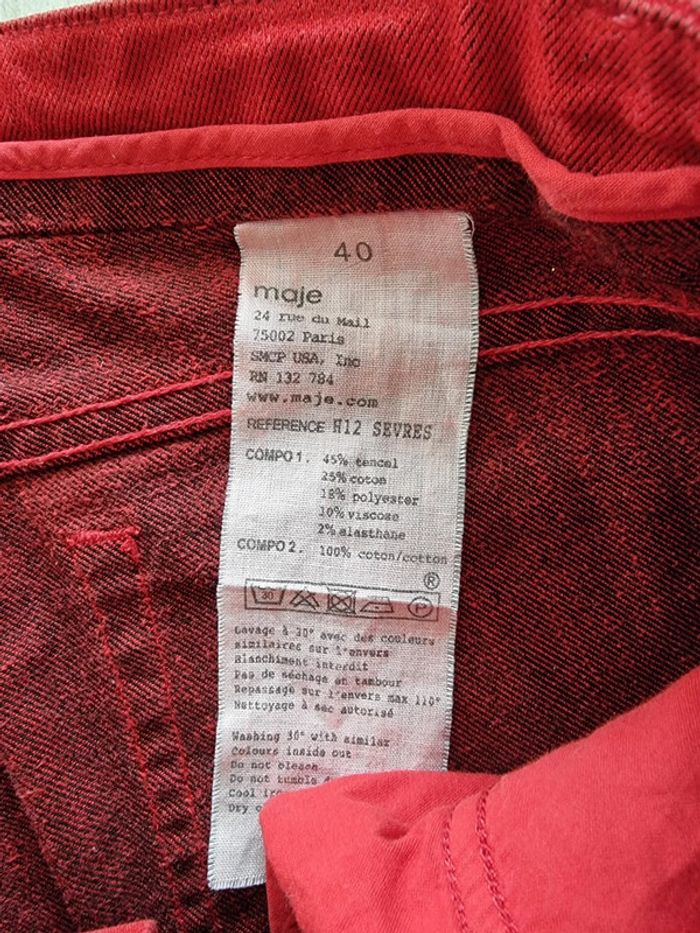 40
maje
24 rue du Mail
75002 Paris
SMCP USA, Inc
RN 132 784
www.maje.com
REFERENCE H12 SEVRES
COMPO 1. 45% tencel
25% coton
18% polyester
10% viscose
2% elasthane
COMPO 2. 100% coton/cotton
®
30 P
Lavage à 30° avec des couleurs
similaires sur l'envers
Blanchiment interdit
Pas de séchage en tambour
Repassage sur l'envers max 110°
Nettoyage à sec autorisé
Washing 30° with similar
Colours inside out
Do not bleach
Do not tumble
Cool
Dry